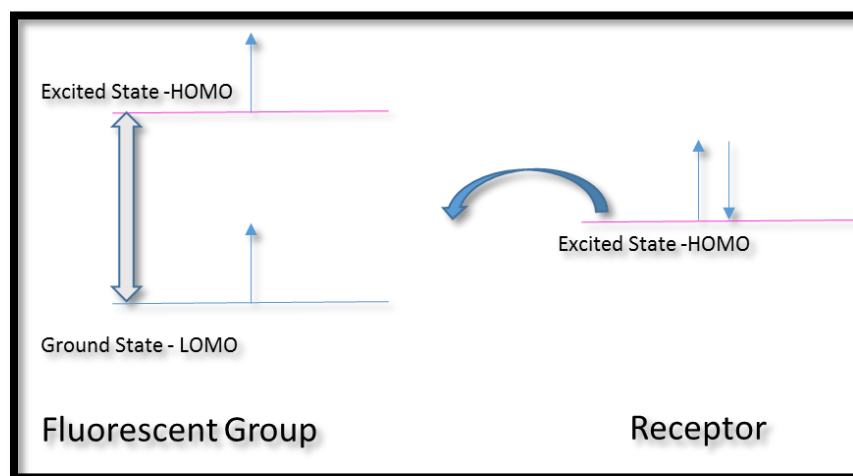 Excited State -HOMO
Excited State -HOMO
Ground State - LOMO
Fluorescent Group
Receptor